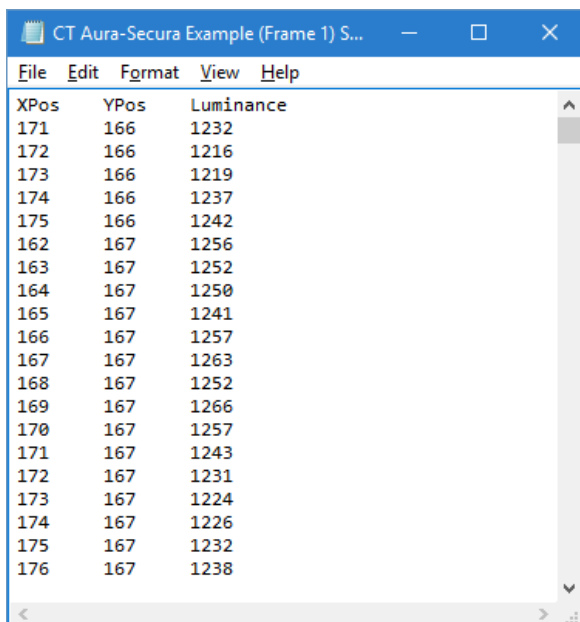 CT Aura-Secura Example (Frame 1) S...
File Edit Format View Help
XPos YPos Luminance
171 166 1232
172 166 1216
173 166 1219
174 166 1237
175 166 1242
162 167 1256
163 167 1252
164 167 1250
165 167 1241
166 167 1257
167 167 1263
168 167 1252
169 167 1266
170 167 1257
171 167 1243
172 167 1231
173 167 1224
174 167 1226
175 167 1232
176 167 1238